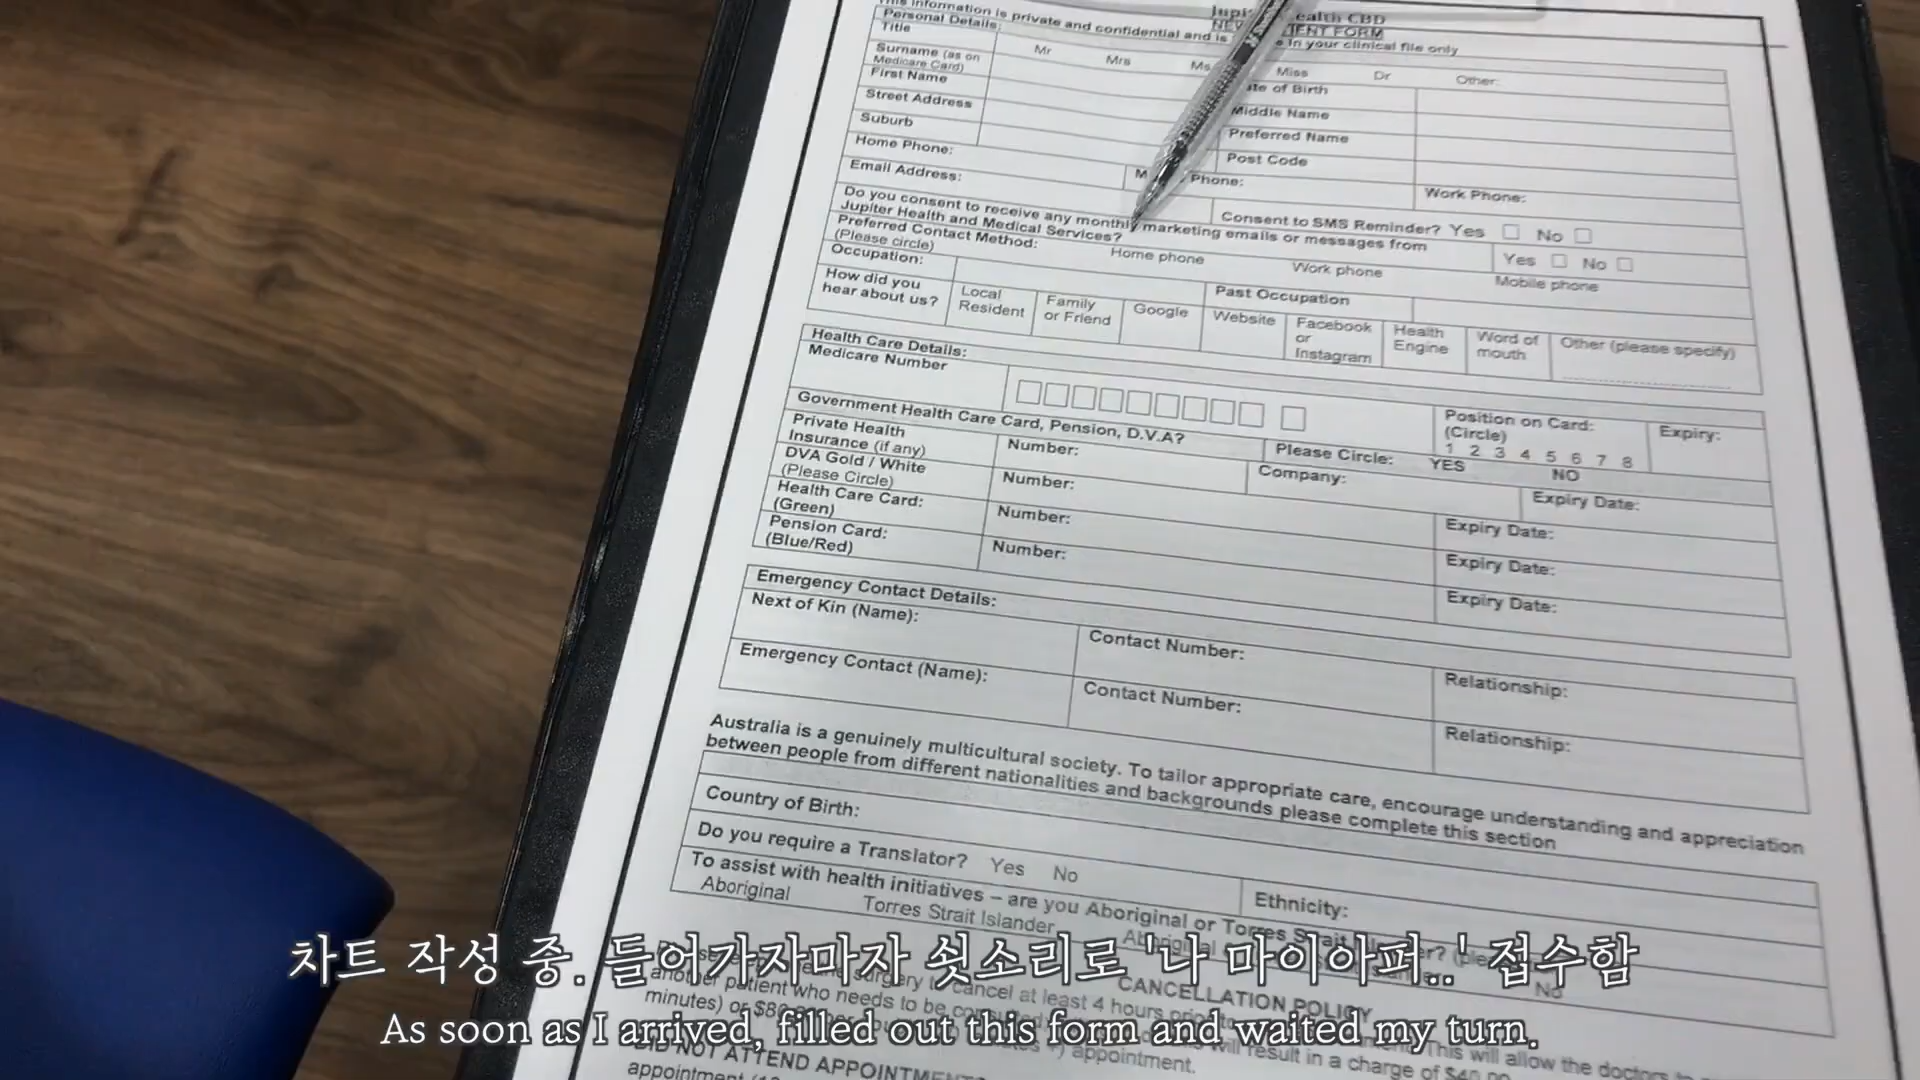 Health CBD
NEW PATIENT FORM
This information is private and confidential and is in your clinical file only
Personal Details:
Title Mr Mrs Ms Miss Dr Other:
Surname (as on Medicare Card) Date of Birth
First Name Middle Name
Street Address Preferred Name
Suburb Post Code
Home Phone: Phone: Work Phone:
Email Address: Consent to SMS Reminder? Yes No
Do you consent to receive any monthly marketing emails or messages from
Jupiter Health and Medical Services? Yes No
Preferred Contact Method: Home phone Work phone Mobile phone
(Please circle)
Occupation: Past Occupation
How did you hear about us? Local Resident Family or Friend Google Website Facebook or Instagram Health Engine Word of mouth Other (please specify)
Health Care Details:
Medicare Number Position on Card: (Circle) 1 2 3 4 5 6 7 8 Expiry:
Government Health Care Card, Pension, D.V.A? Please Circle: YES NO
Private Health Insurance (if any) Number: Company: Expiry Date:
DVA Gold / White (Please Circle) Number: Expiry Date:
Health Care Card: (Green) Number: Expiry Date:
Pension Card: (Blue/Red) Number: Expiry Date:
Emergency Contact Details:
Next of Kin (Name): Contact Number: Relationship:
Emergency Contact (Name): Contact Number: Relationship:
Australia is a genuinely multicultural society. To tailor appropriate care, encourage understanding and appreciation
between people from different nationalities and backgrounds please complete this section
Country of Birth:
Do you require a Translator? Yes No Ethnicity:
To assist with health initiatives – are you Aboriginal or Torres Strait
Aboriginal Torres Strait Islander No
CANCELLATION POLICY
surgery to cancel at least 4 hours prior to This will allow the doctors to
another patient who needs to be will result in a charge of $40.00
minutes) or appointment.
DID NOT ATTEND APPOINTMENT
appointment
차트 작성 중. 들어가자마자 쇳소리로 '나 마이아퍼..' 접수함
As soon as I arrived, filled out this form and waited my turn.